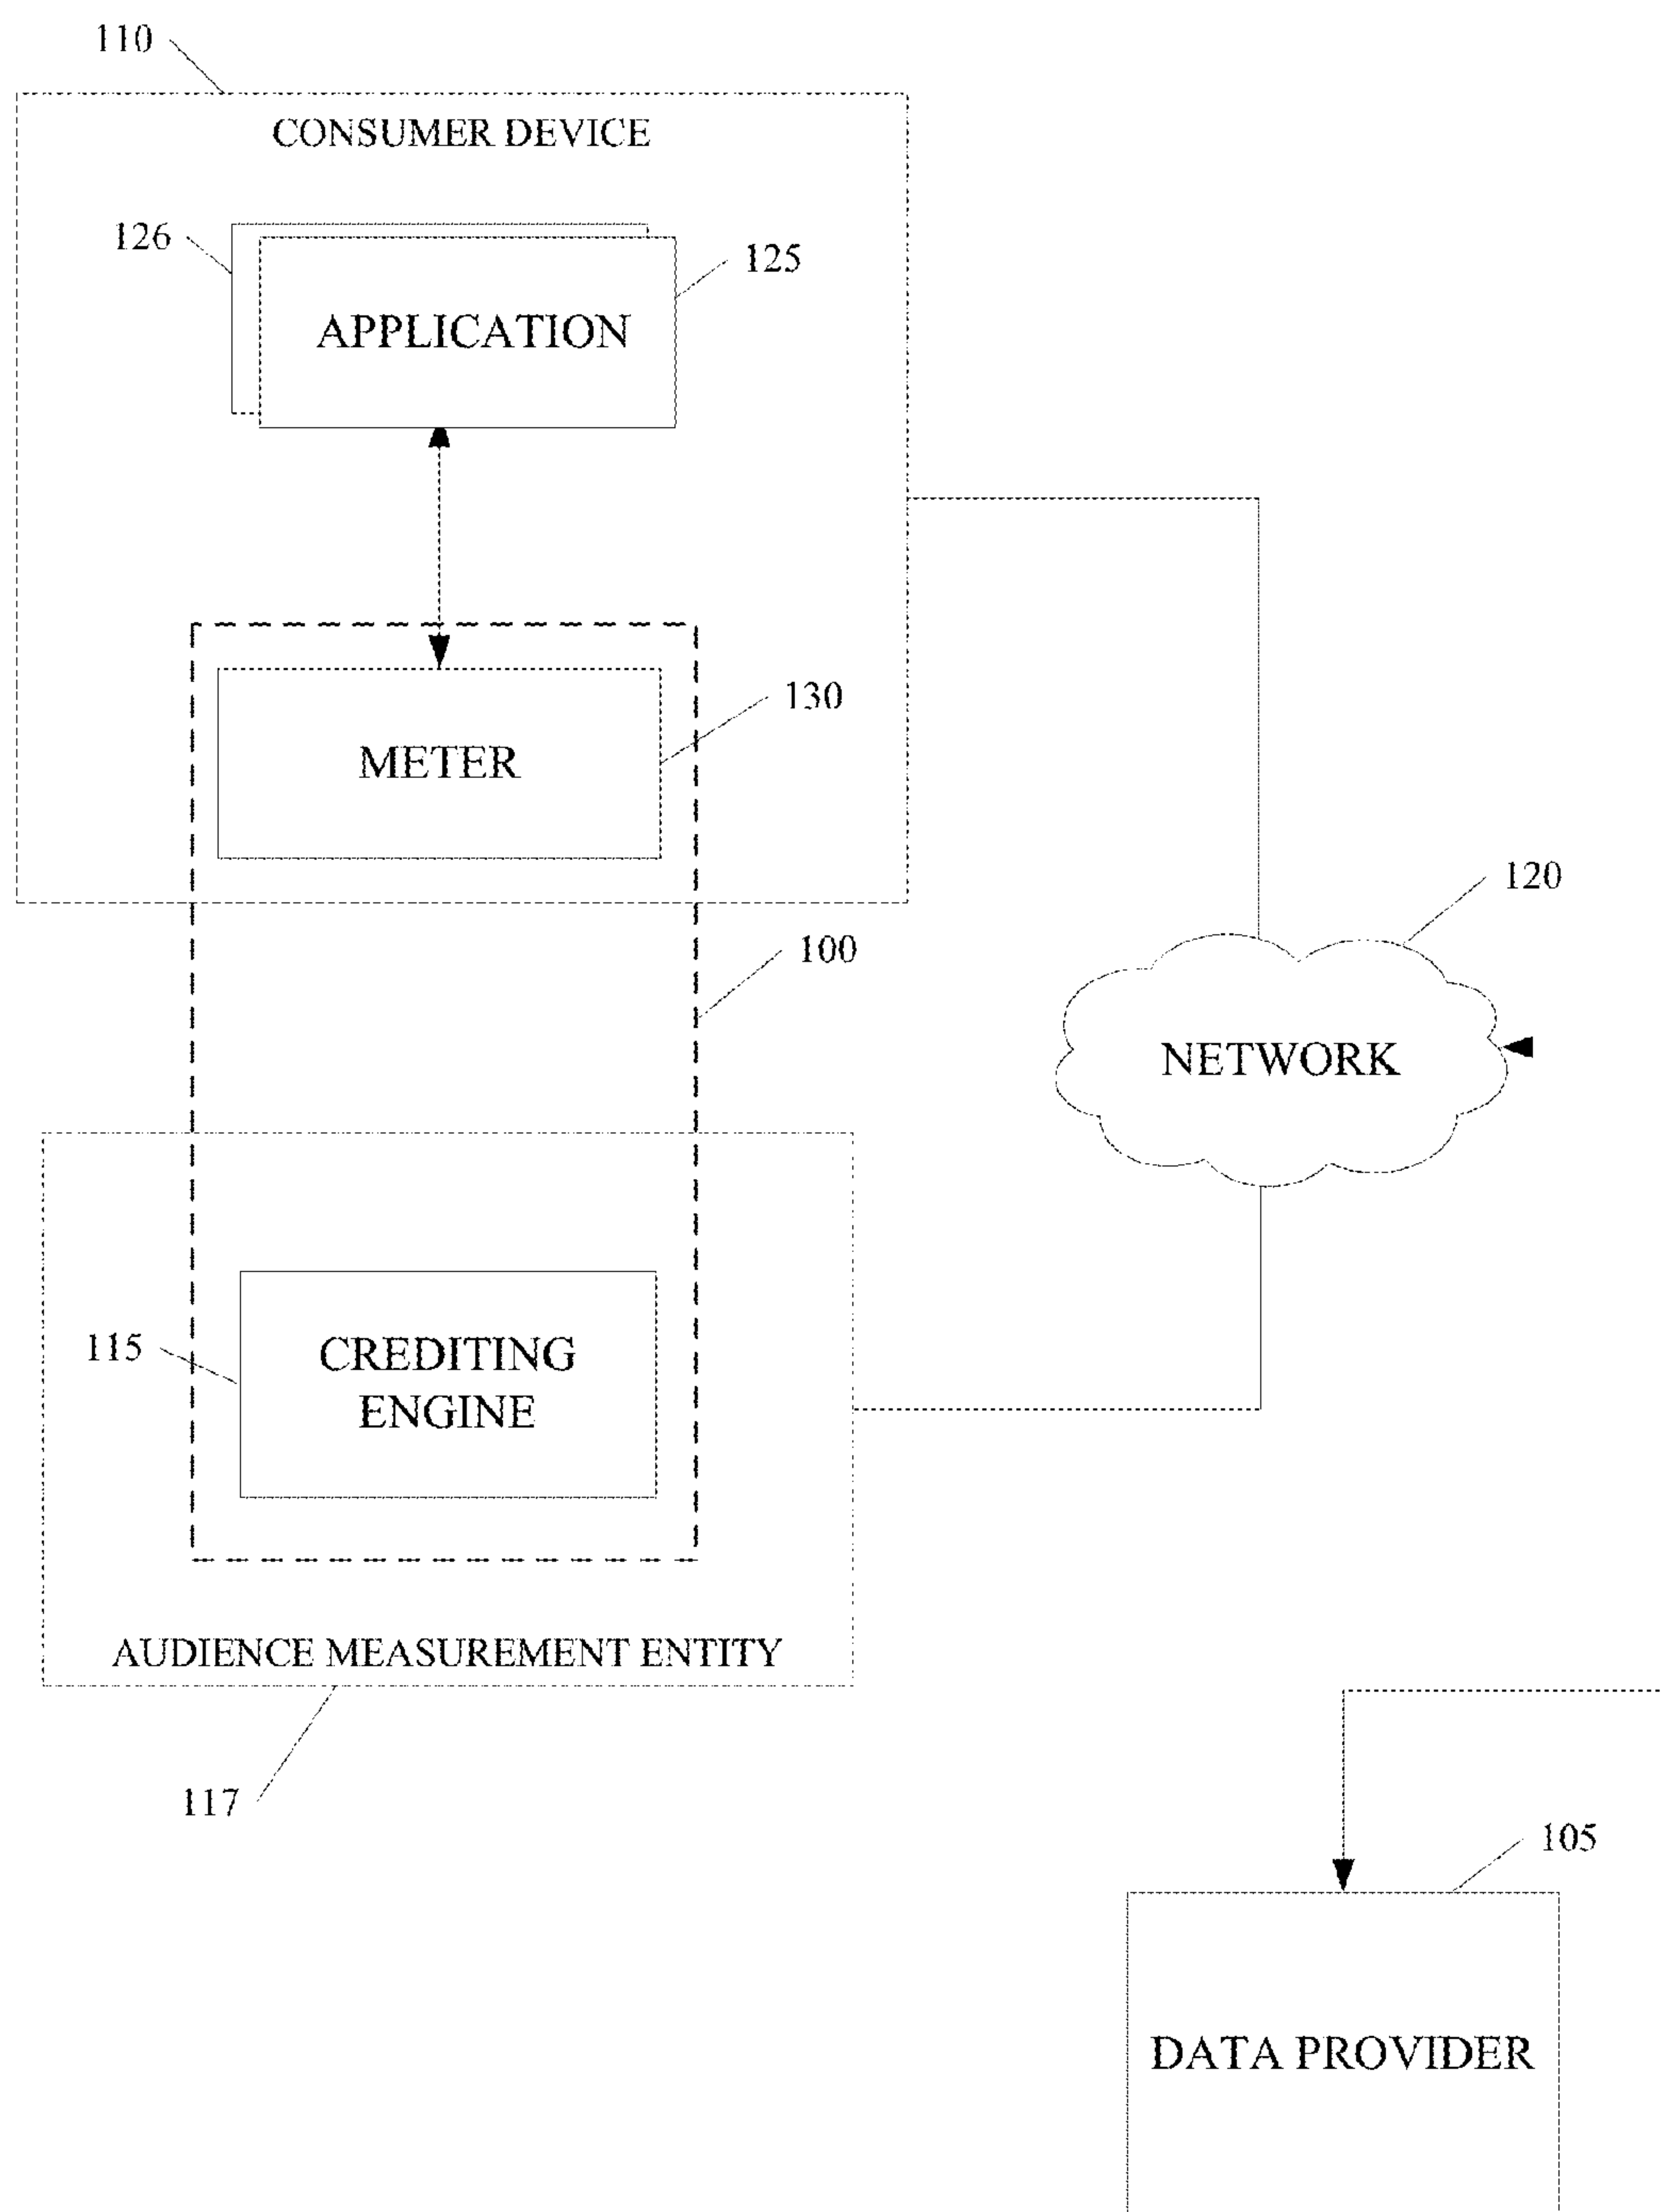 110
CONSUMER DEVICE
126
125
APPLICATION
130
METER
120
100
NETWORK
115
CREDITING
ENGINE
AUDIENCE MEASUREMENT ENTITY
117
105
DATA PROVIDER